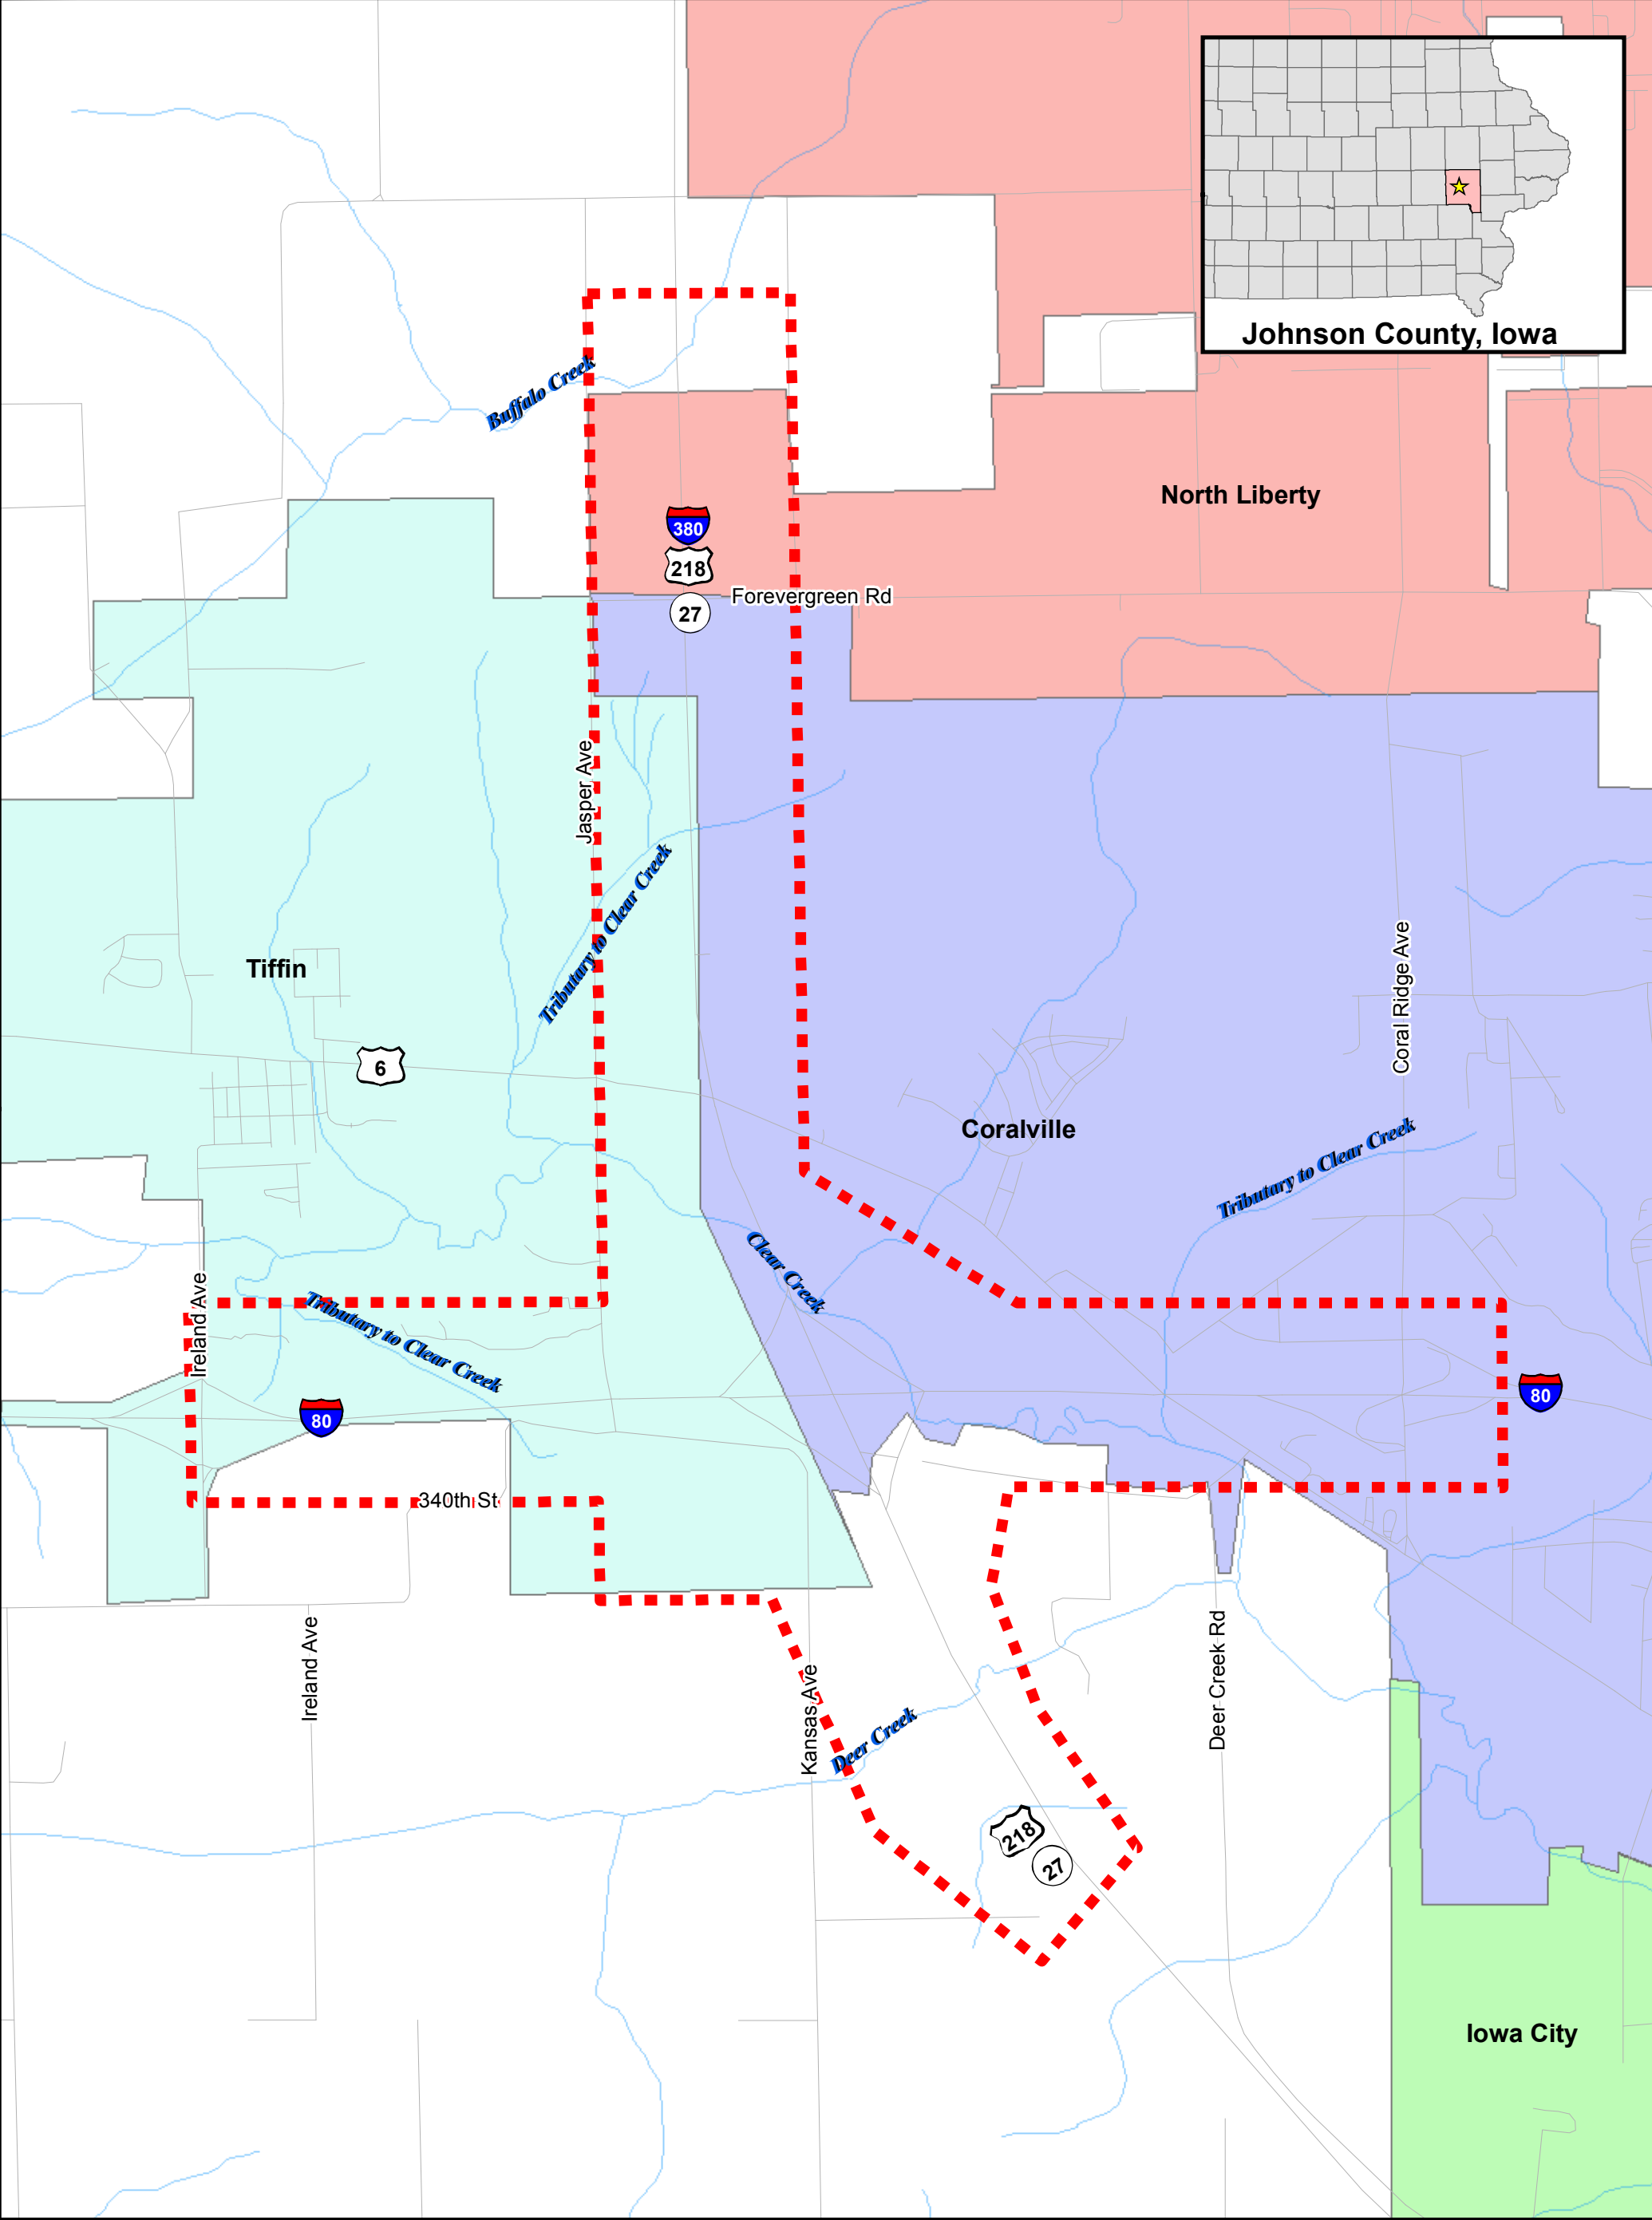 Johnson County, Iowa
Buffalo Creek
North Liberty
380
218
27
Forevergreen Rd
Jasper Ave
Tributary to Clear Creek
Tiffin
6
Coral Ridge Ave
Coralville
Tributary to Clear Creek
Clear Creek
Ireland Ave
Tributary to Clear Creek
80
80
340th St
Ireland Ave
Kansas Ave
Deer Creek
Deer Creek Rd
218
27
Iowa City